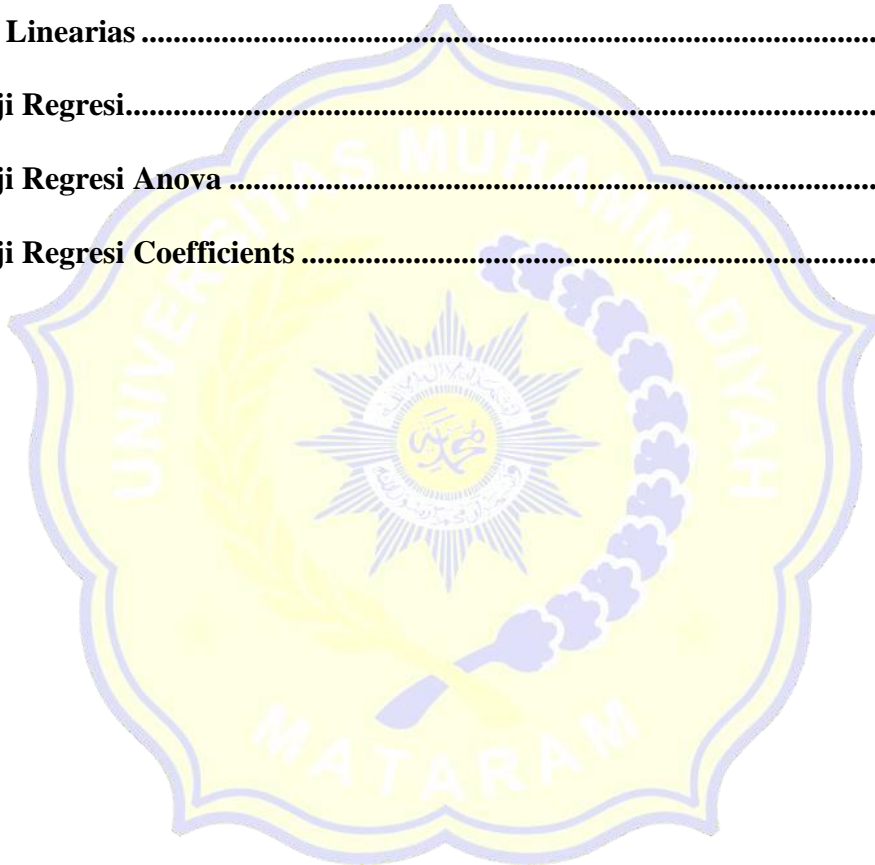 Linearias ........................................................................................
ji Regresi........................................................................................
ji Regresi Anova ........................................................................................
ji Regresi Coefficients ........................................................................................
UNIVERSITAS MUHAMMADIYAH
MATARAM